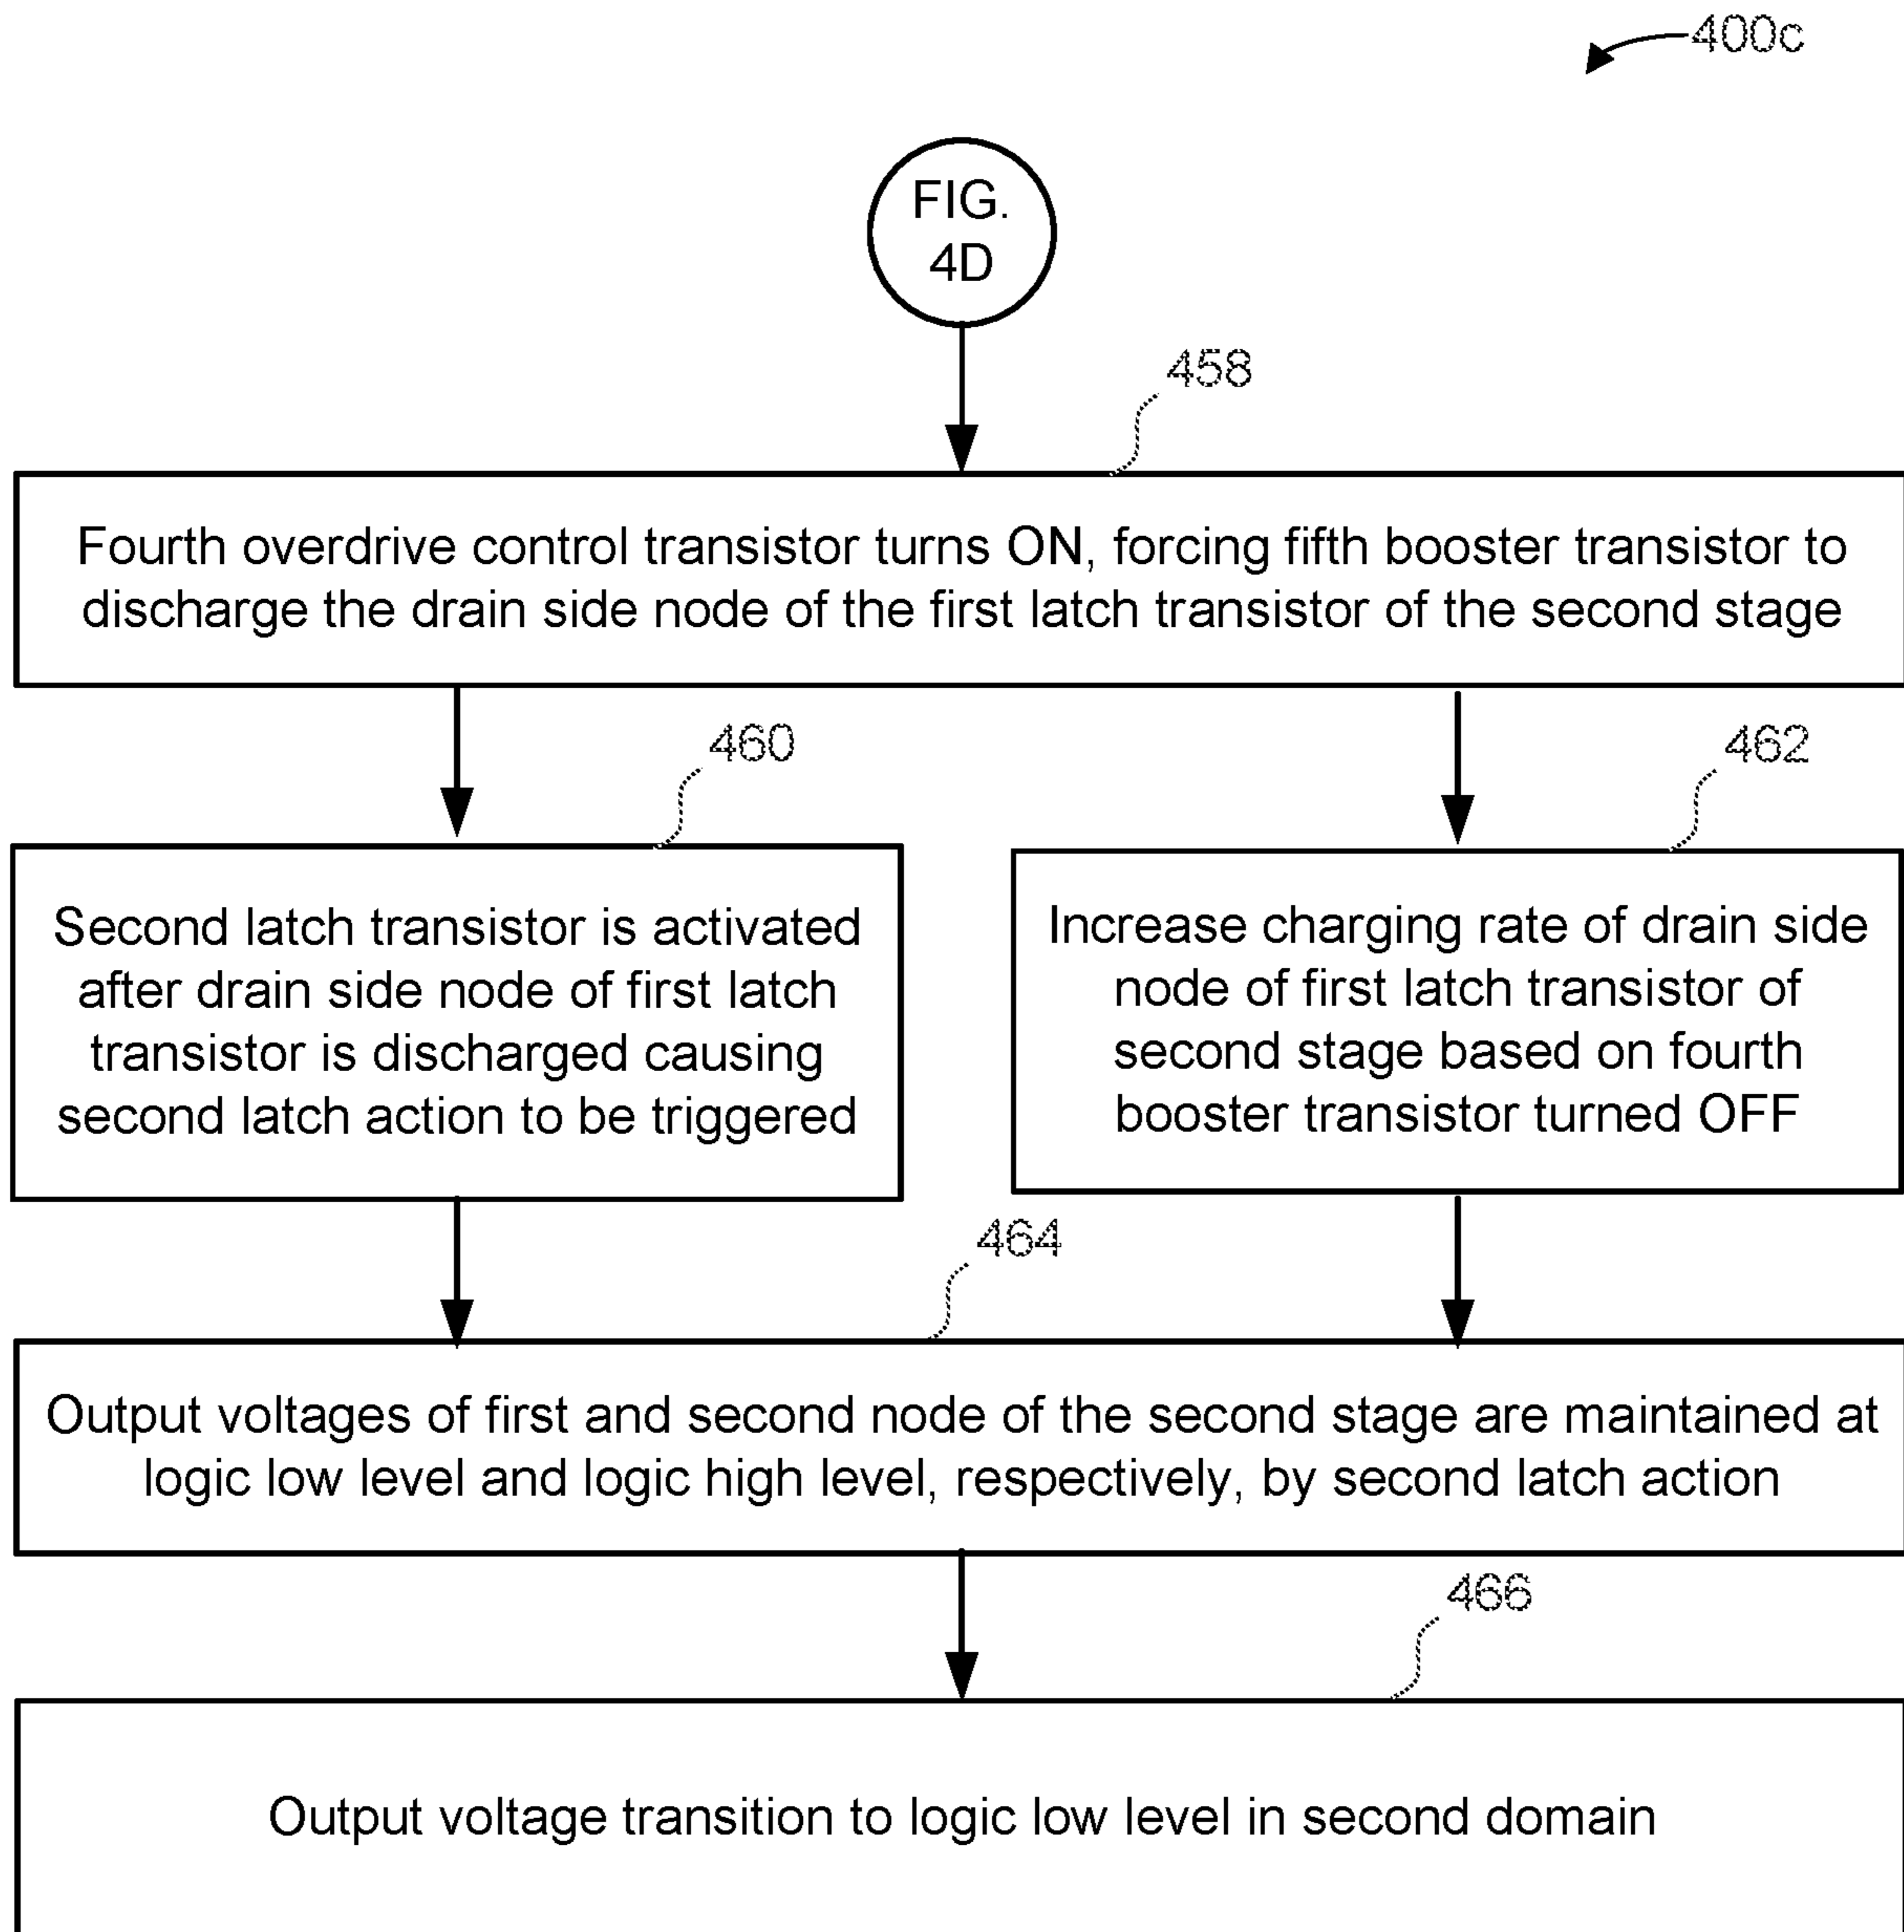 400c
FIG.
4D
458
Fourth overdrive control transistor turns ON, forcing fifth booster transistor to
discharge the drain side node of the first latch transistor of the second stage
460
Second latch transistor is activated
after drain side node of first latch
transistor is discharged causing
second latch action to be triggered
462
Increase charging rate of drain side
node of first latch transistor of
second stage based on fourth
booster transistor turned OFF
464
Output voltages of first and second node of the second stage are maintained at
logic low level and logic high level, respectively, by second latch action
466
Output voltage transition to logic low level in second domain